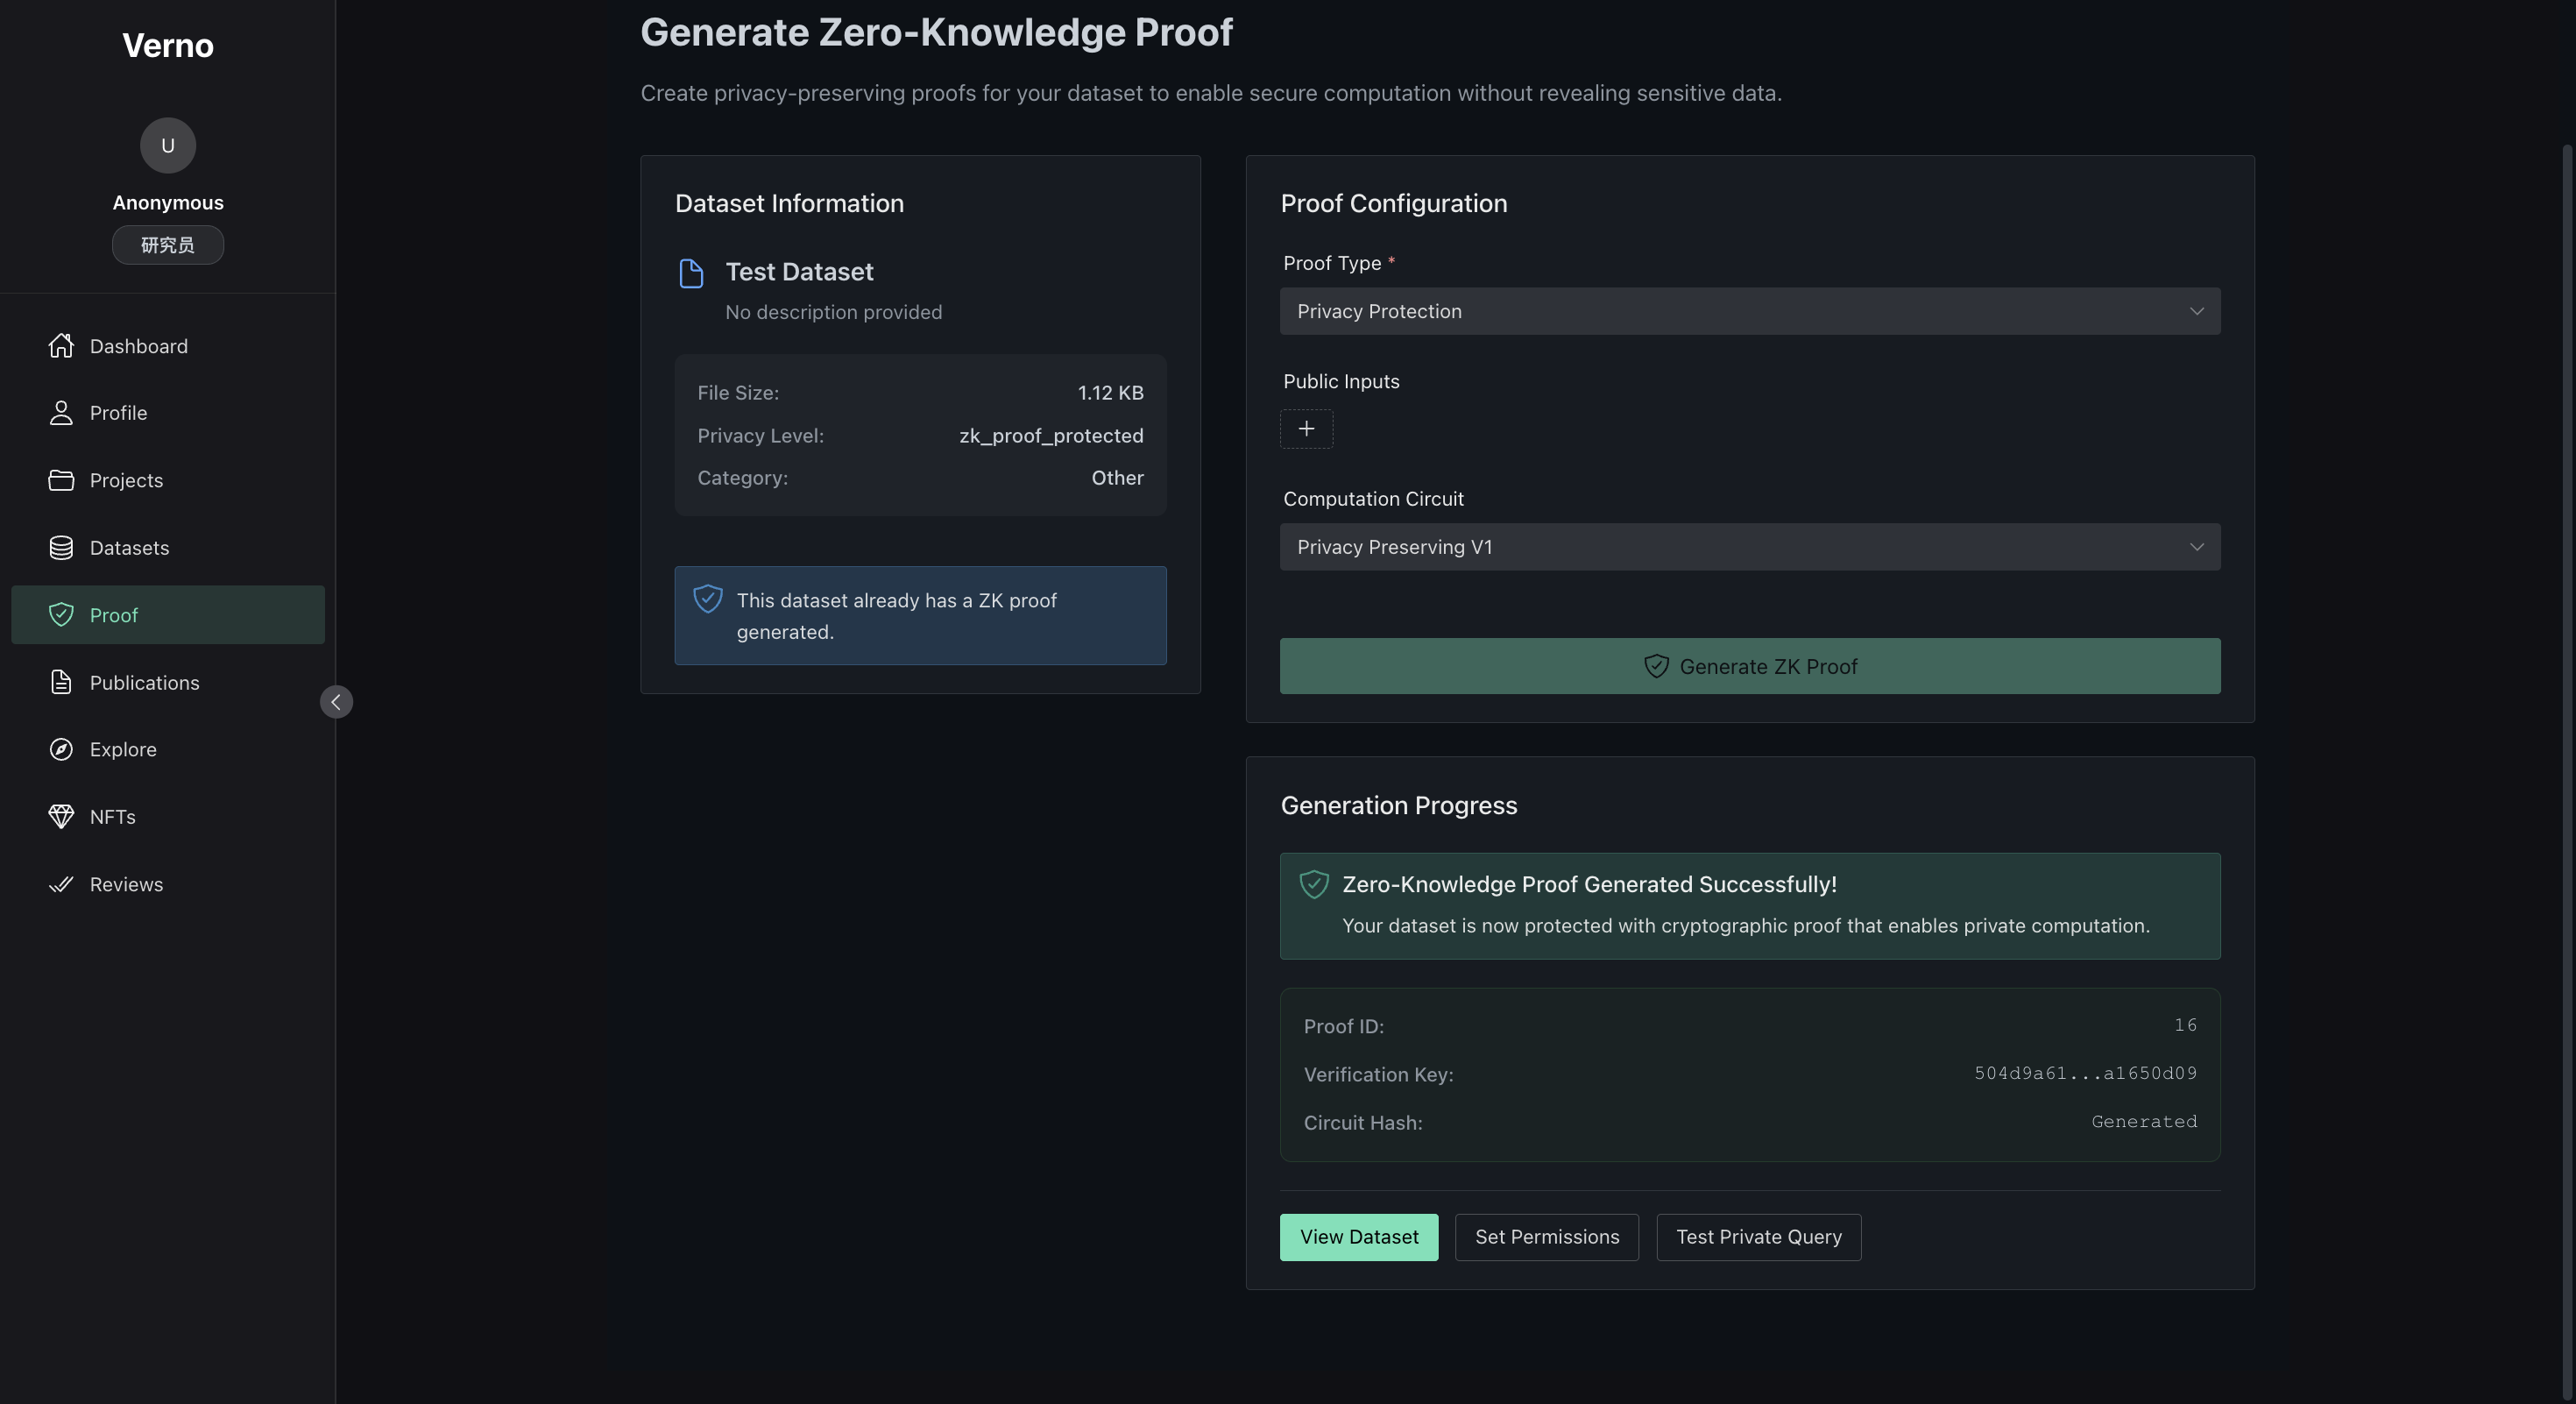 Verno
U
Anonymous
研究员
Dashboard
Profile
Projects
Datasets
Proof
Publications
Explore
NFTs
Reviews
Generate Zero-Knowledge Proof
Create privacy-preserving proofs for your dataset to enable secure computation without revealing sensitive data.
Dataset Information
Test Dataset
No description provided
File Size: 1.12 KB
Privacy Level: zk_proof_protected
Category: Other
This dataset already has a ZK proof
generated.
Proof Configuration
Proof Type *
Privacy Protection
Public Inputs
+
Computation Circuit
Privacy Preserving V1
Generate ZK Proof
Generation Progress
Zero-Knowledge Proof Generated Successfully!
Your dataset is now protected with cryptographic proof that enables private computation.
Proof ID: 16
Verification Key: 504d9a61...a1650d09
Circuit Hash: Generated
View Dataset
Set Permissions
Test Private Query